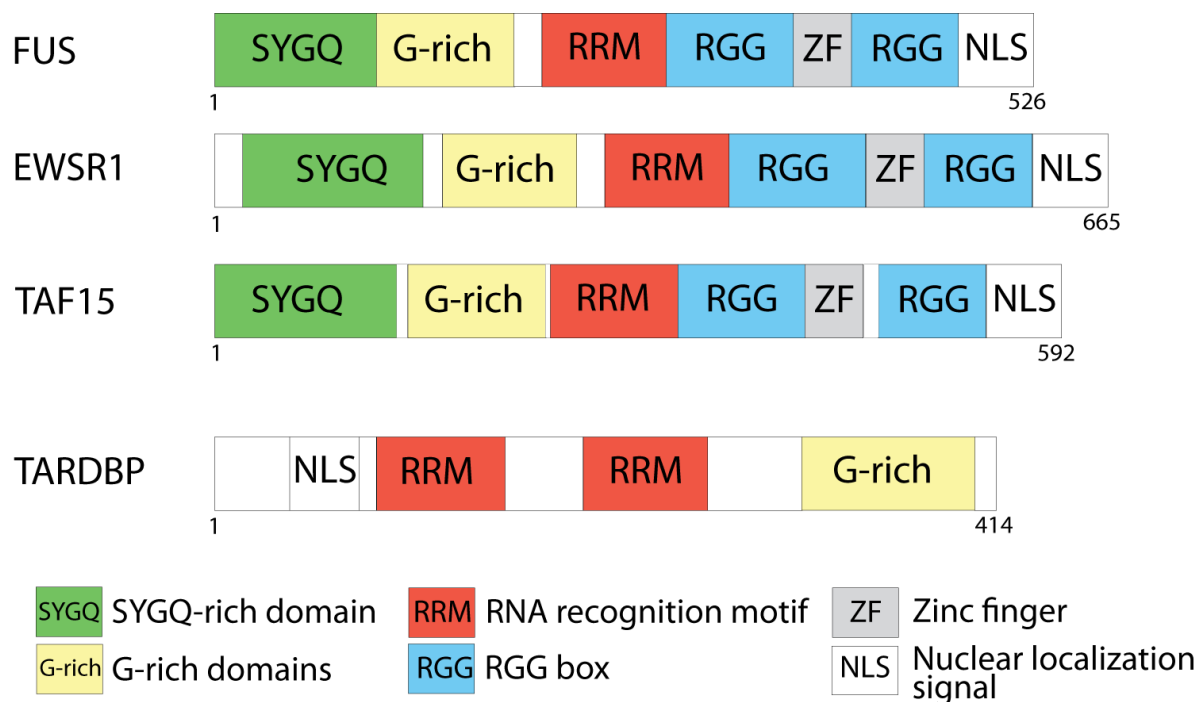 FUS SYGQ G-rich RRM RGG ZF RGG NLS
1 526
EWSR1 SYGQ G-rich RRM RGG ZF RGG NLS
1 665
TAF15 SYGQ G-rich RRM RGG ZF RGG NLS
1 592
TARDBP NLS RRM RRM G-rich
1 414
SYGQ SYGQ-rich domain RRM RNA recognition motif ZF Zinc finger
G-rich G-rich domains RGG RGG box NLS Nuclear localization
signal